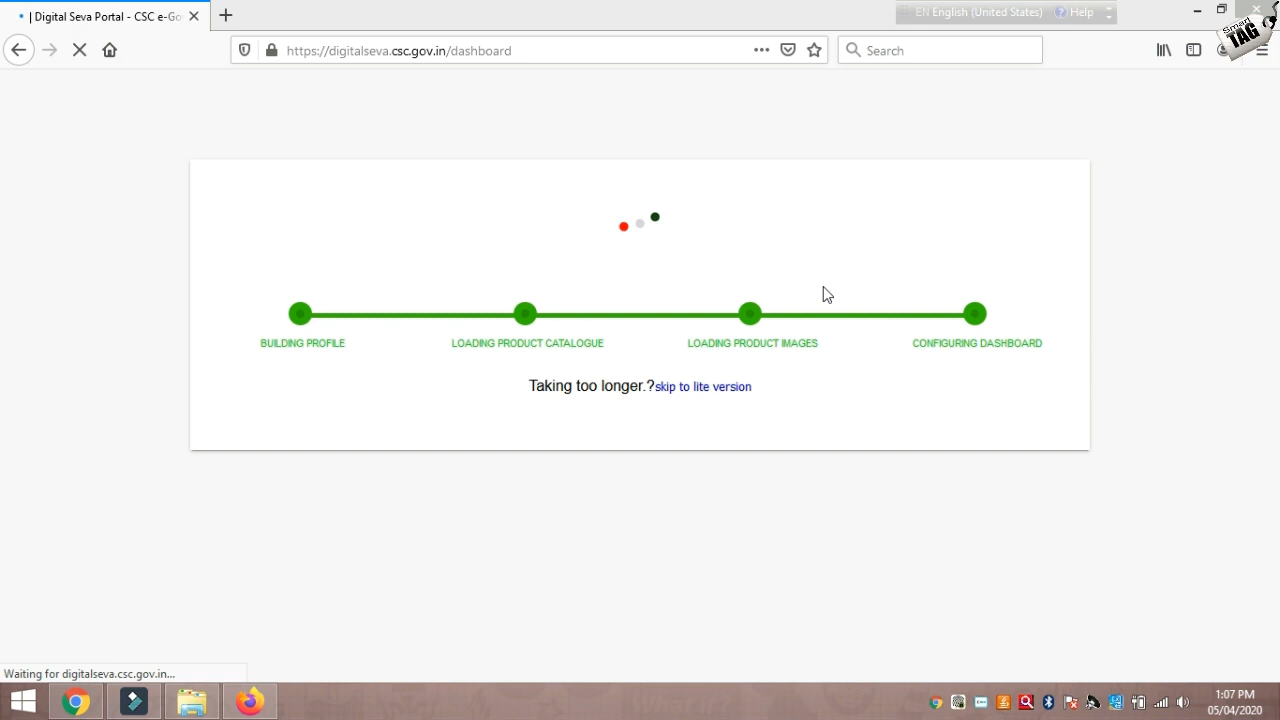 | Digital Seva Portal - CSC e-Go
EN English (United States) Help
https://digitalseva.csc.gov.in/dashboard
Search
Smart TAG
BUILDING PROFILE
LOADING PRODUCT CATALOGUE
LOADING PRODUCT IMAGES
CONFIGURING DASHBOARD
Taking too longer.?skip to lite version
Waiting for digitalseva.csc.gov.in...
1:07 PM
05/04/2020